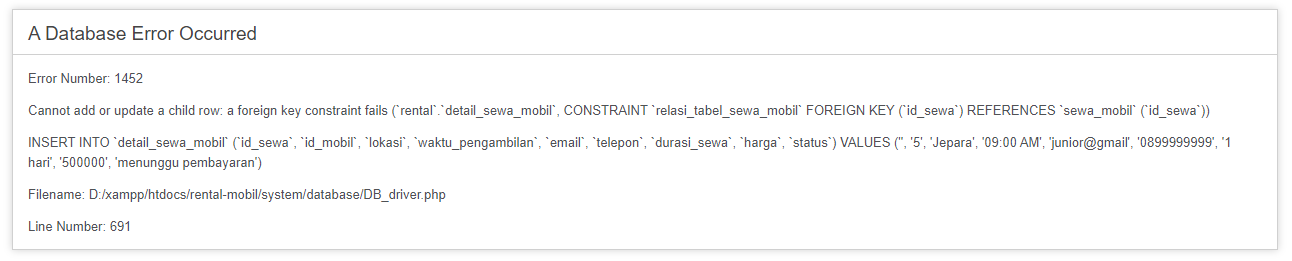 A Database Error Occurred
Error Number: 1452
Cannot add or update a child row: a foreign key constraint fails (`rental`.`detail_sewa_mobil`, CONSTRAINT `relasi_tabel_sewa_mobil` FOREIGN KEY (`id_sewa`) REFERENCES `sewa_mobil` (`id_sewa`))
INSERT INTO `detail_sewa_mobil` (`id_sewa`, `id_mobil`, `lokasi`, `waktu_pengambilan`, `email`, `telepon`, `durasi_sewa`, `harga`, `status`) VALUES ('', '5', 'Jepara', '09:00 AM', 'junior@gmail', '0899999999', '1
hari', '500000', 'menunggu pembayaran')
Filename: D:/xampp/htdocs/rental-mobil/system/database/DB_driver.php
Line Number: 691